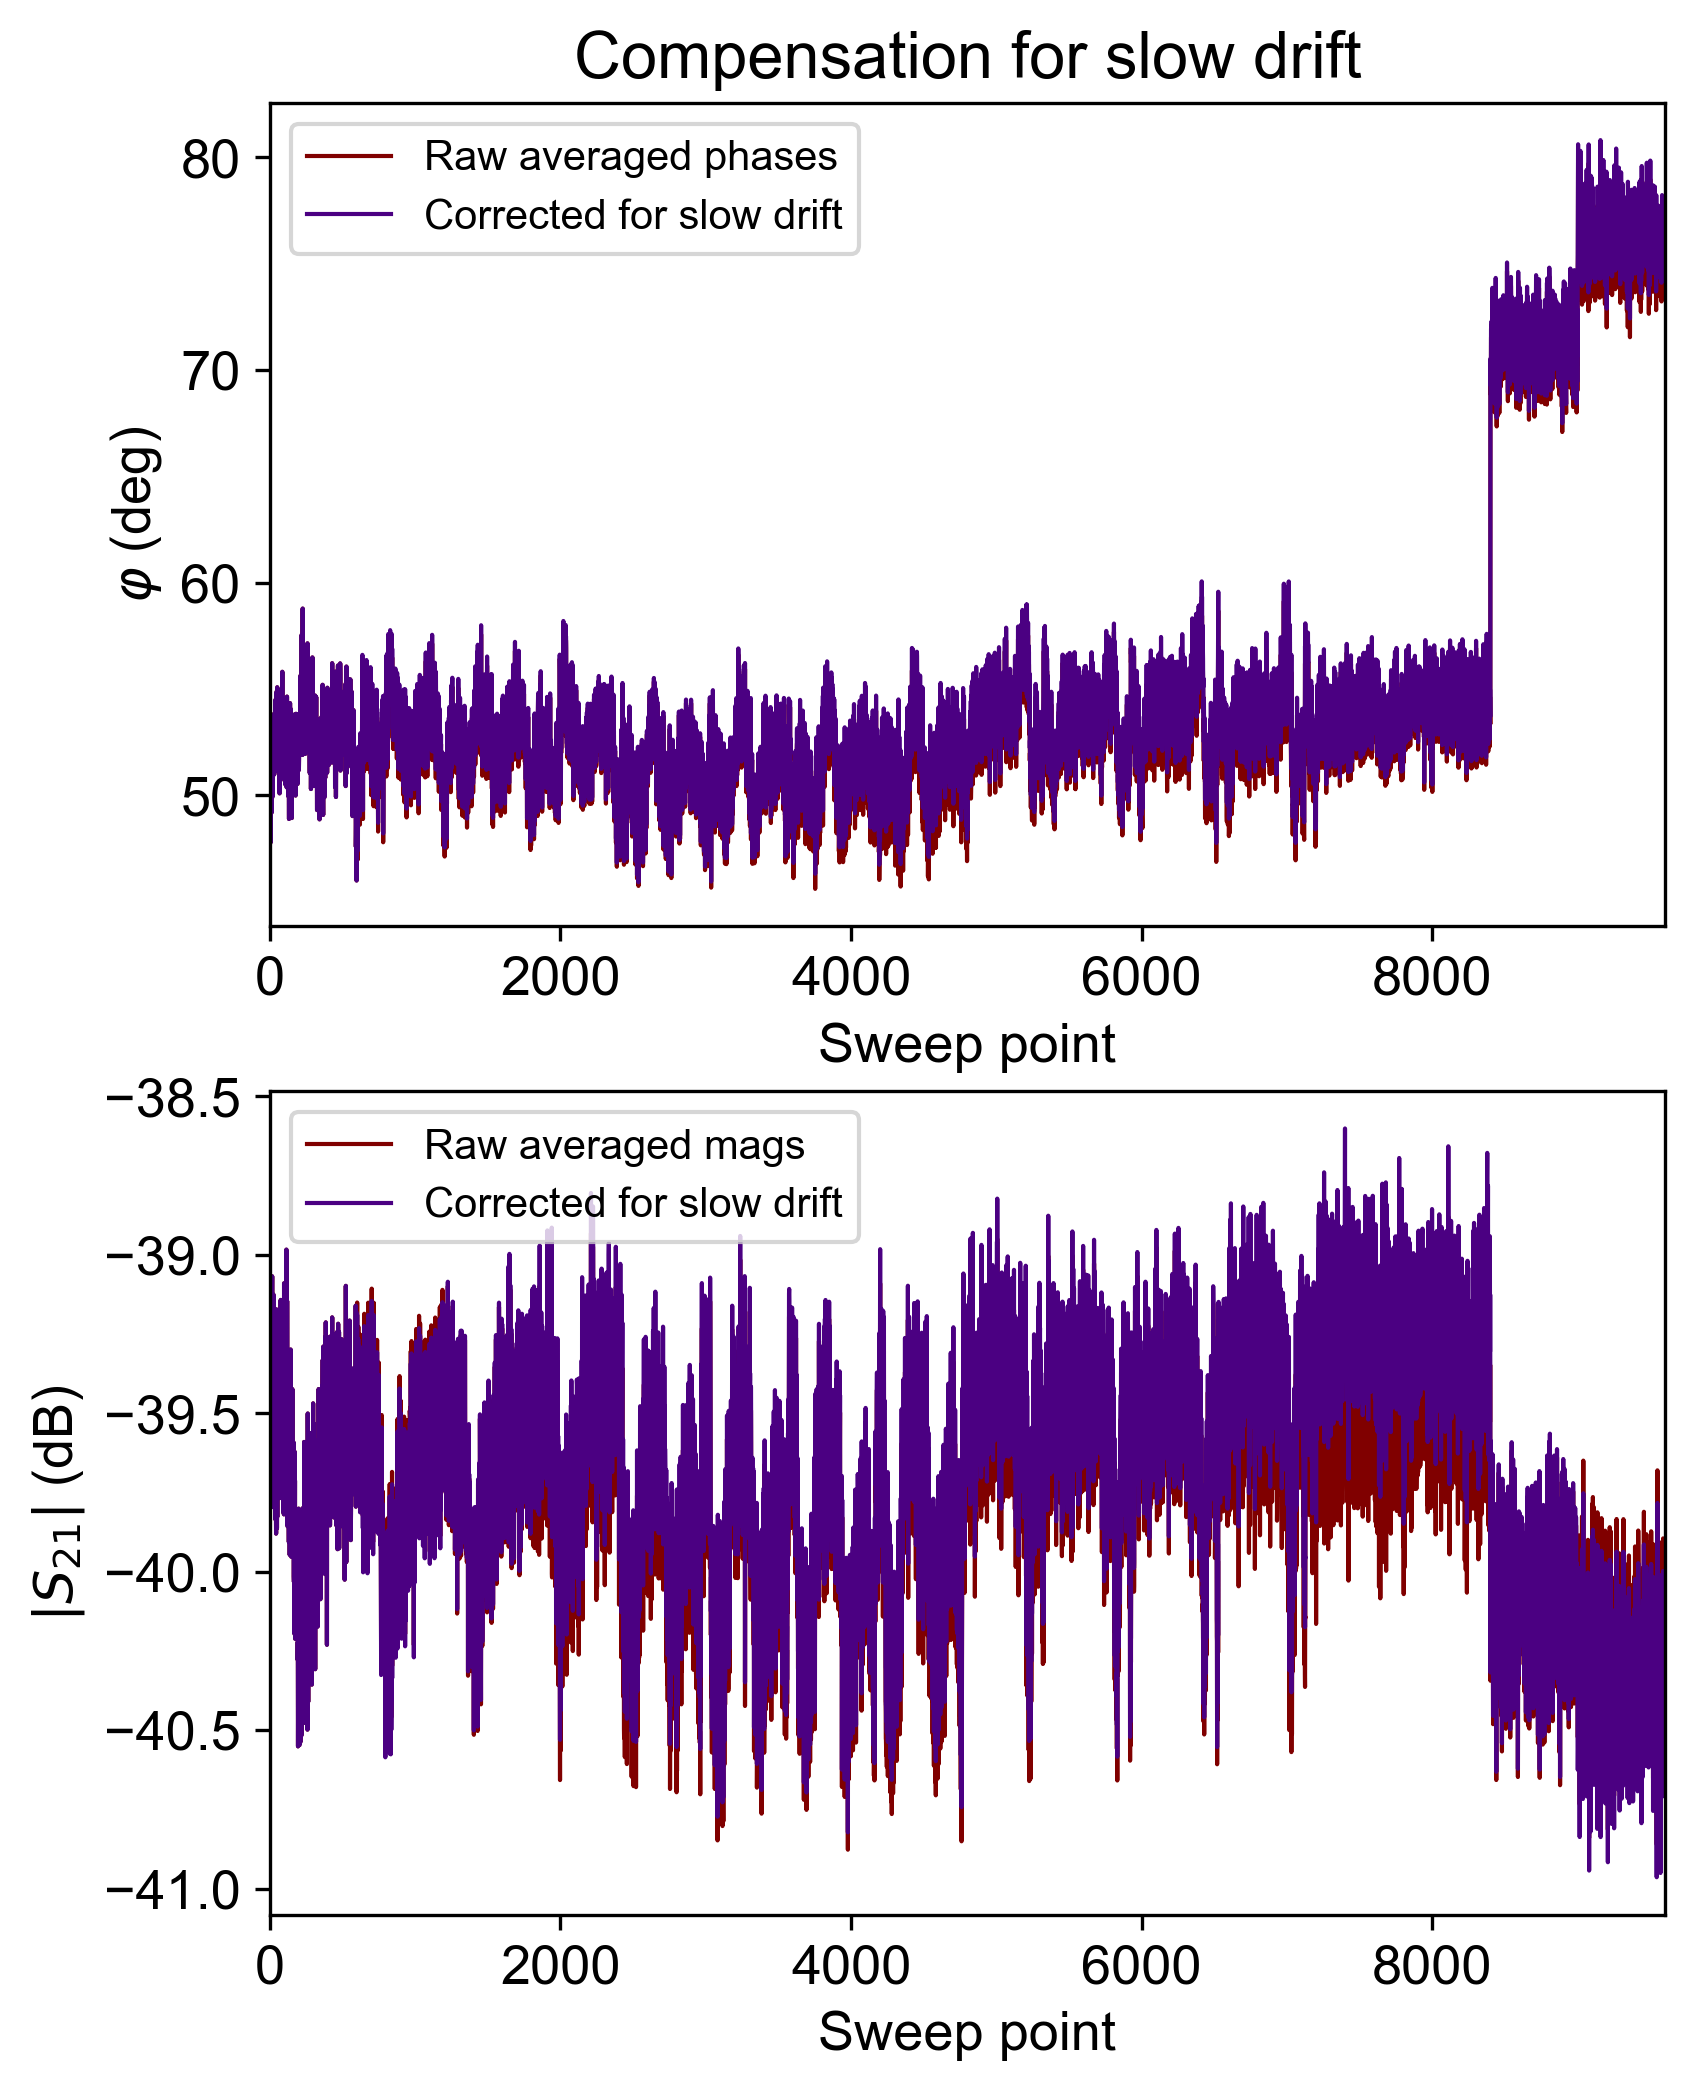 Compensation for slow drift
Raw averaged phases
Corrected for slow drift
80
70
60
50
φ (deg)
0 2000 4000 6000 8000
Sweep point
Raw averaged mags
Corrected for slow drift
−38.5
−39.0
−39.5
−40.0
−40.5
−41.0
|S₂₁| (dB)
0 2000 4000 6000 8000
Sweep point